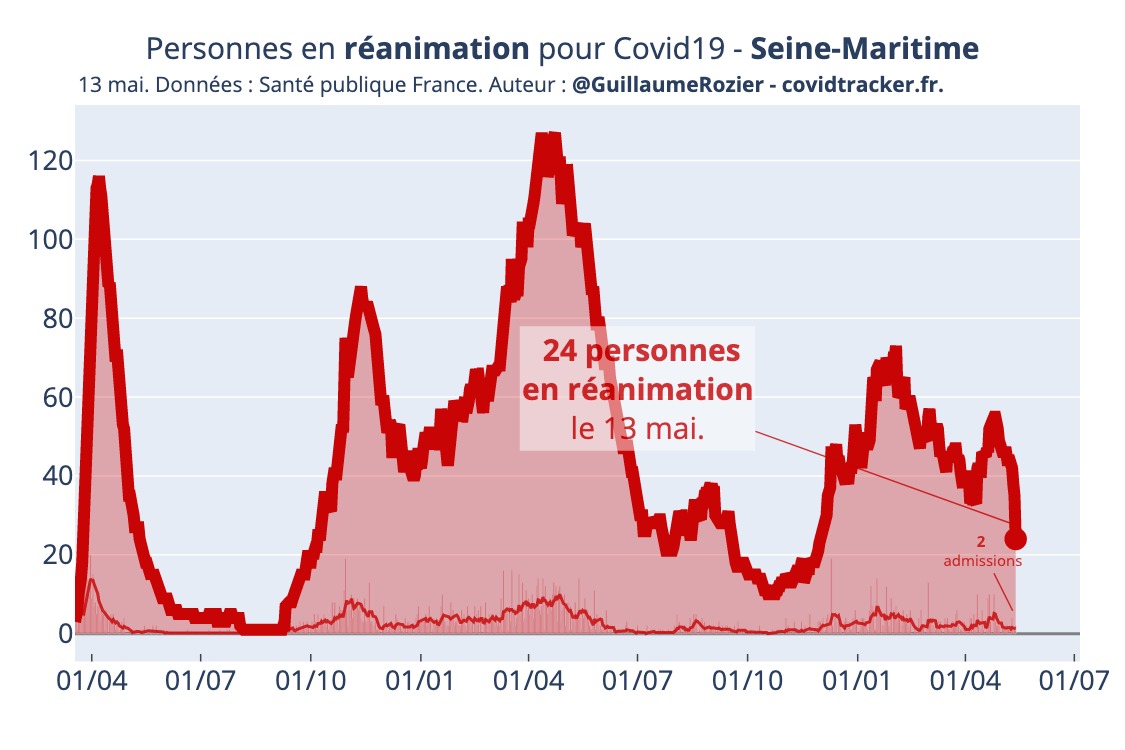 Personnes en réanimation pour Covid19 - Seine-Maritime
13 mai. Données : Santé publique France. Auteur : @GuillaumeRozier - covidtracker.fr.
120
100
80
60
40
20
0
24 personnes
en réanimation
le 13 mai.
2
admissions
01/04 01/07 01/10 01/01 01/04 01/07 01/10 01/01 01/04 01/07